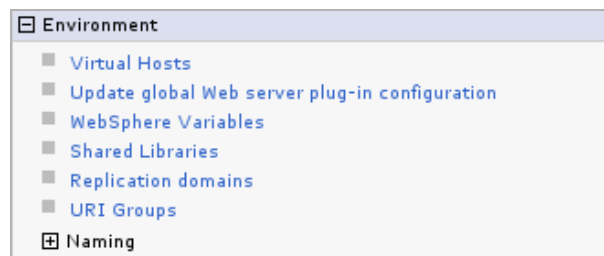 Environment
Virtual Hosts
Update global Web server plug-in configuration
WebSphere Variables
Shared Libraries
Replication domains
URI Groups
Naming